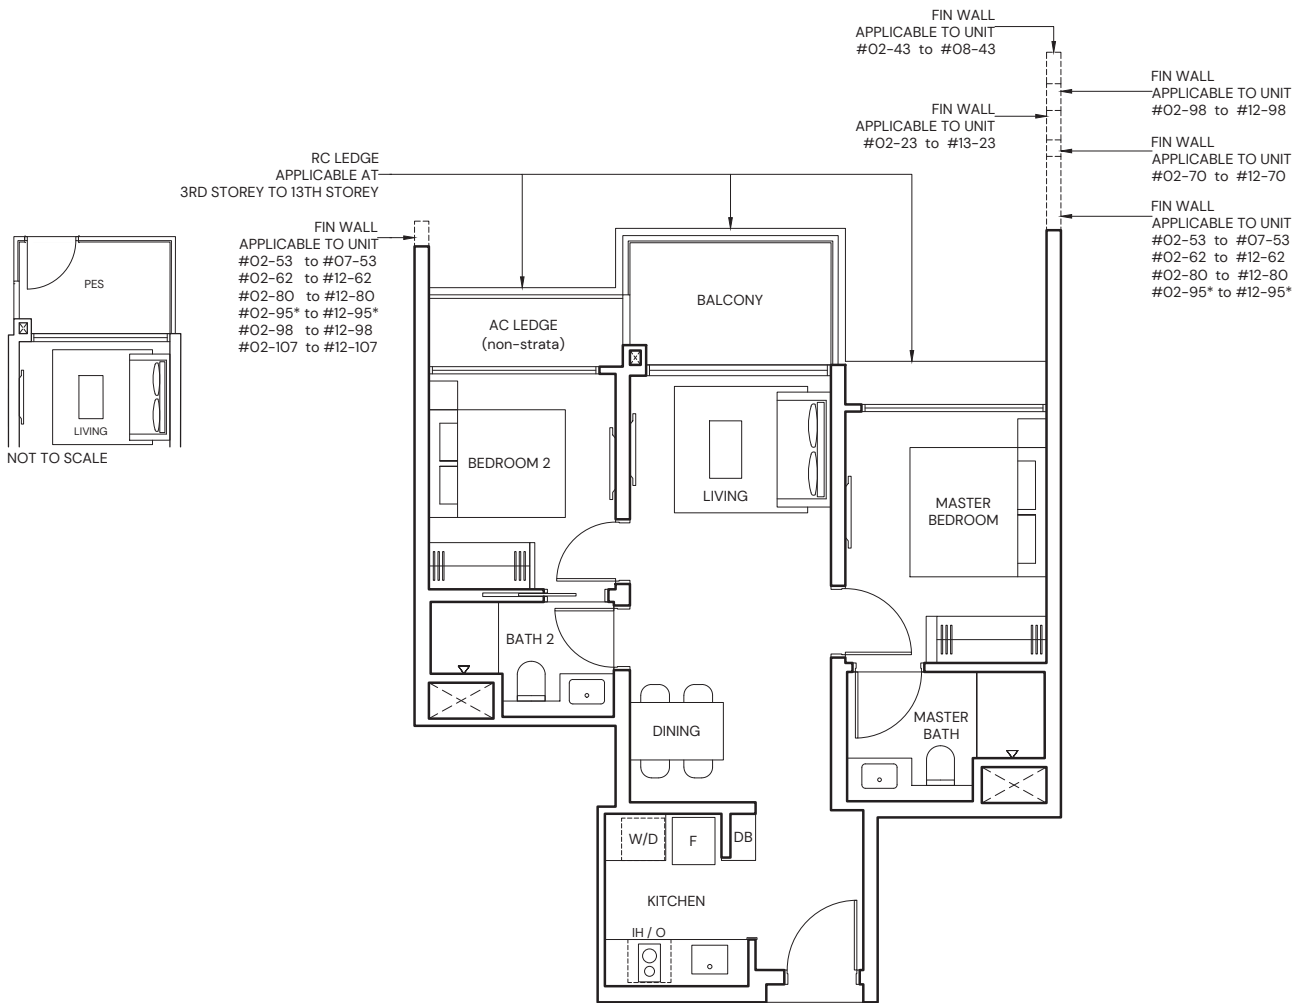 FIN WALL
APPLICABLE TO UNIT
#02-43 to #08-43
FIN WALL
APPLICABLE TO UNIT
#02-98 to #12-98
FIN WALL
APPLICABLE TO UNIT
#02-23 to #13-23
FIN WALL
APPLICABLE TO UNIT
#02-70 to #12-70
RC LEDGE
APPLICABLE AT
3RD STOREY TO 13TH STOREY
FIN WALL
APPLICABLE TO UNIT
#02-53 to #07-53
#02-62 to #12-62
#02-80 to #12-80
#02-95* to #12-95*
FIN WALL
APPLICABLE TO UNIT
#02-53 to #07-53
#02-62 to #12-62
#02-80 to #12-80
#02-95* to #12-95*
#02-98 to #12-98
#02-107 to #12-107
PES
LIVING
NOT TO SCALE
BALCONY
AC LEDGE
(non-strata)
BEDROOM 2
LIVING
MASTER
BEDROOM
BATH 2
DINING
MASTER
BATH
W/D
F
DB
KITCHEN
IH / O